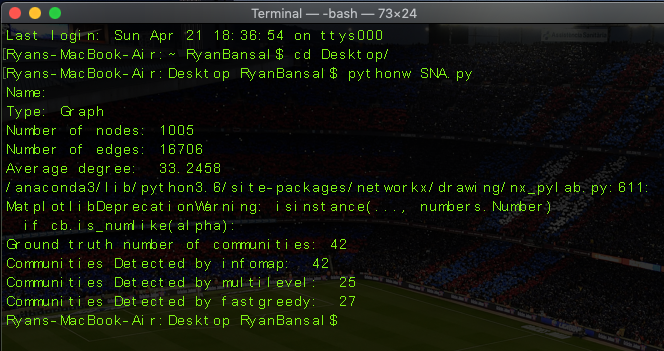 Terminal — -bash — 73×24
Last login: Sun Apr 21 18:36:54 on ttys000
[Ryans-MacBook-Air:~ RyanBansal$ cd Desktop/
[Ryans-MacBook-Air:Desktop RyanBansal$ pythonw SNA.py
Name:
Type: Graph
Number of nodes: 1005
Number of edges: 16706
Average degree:  33.2458
/anaconda3/lib/python3.6/site-packages/networkx/drawing/nx_pylab.py:611:
MatplotlibDeprecationWarning: isinstance(..., numbers.Number)
  if cb.is_numlike(alpha):
Ground truth number of communities:  42
Communities Detected by infomap:   42
Communities Detected by multilevel:   25
Communities Detected by fastgreedy:   27
Ryans-MacBook-Air:Desktop RyanBansal$